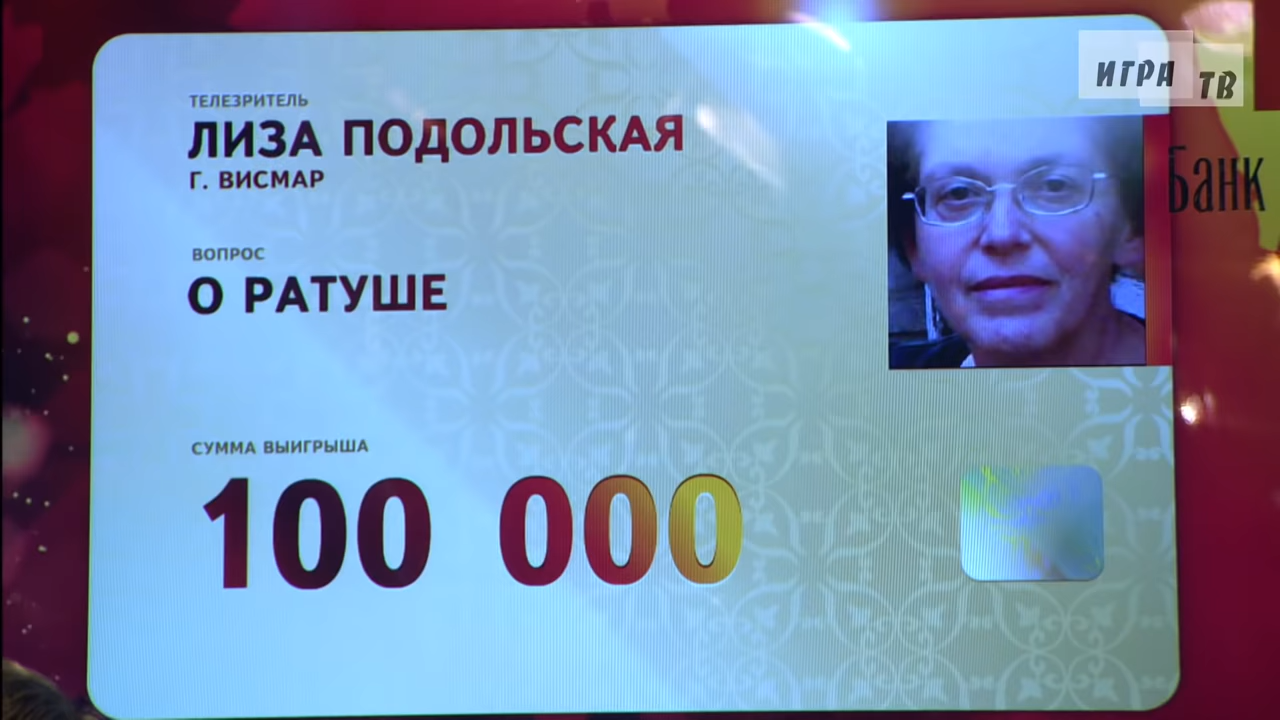 ИГРА ТВ
ТЕЛЕЗРИТЕЛЬ
ЛИЗА ПОДОЛЬСКАЯ
Г. ВИСМАР
Банк
ВОПРОС
О РАТУШЕ
СУММА ВЫИГРЫША
100 000